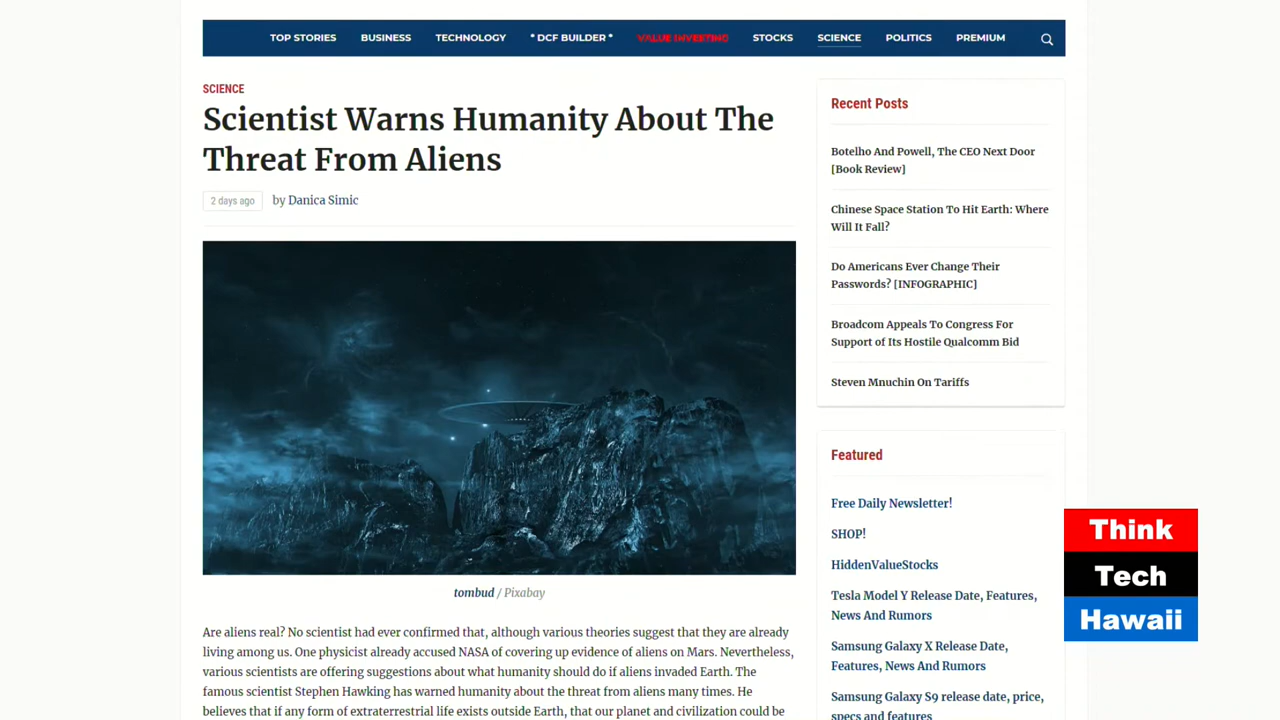 TOP STORIES BUSINESS TECHNOLOGY * DCF BUILDER * VALUE INVESTING STOCKS SCIENCE POLITICS PREMIUM
SCIENCE
Scientist Warns Humanity About The
Threat From Aliens
2 days ago by Danica Simic
tombud / Pixabay
Are aliens real? No scientist had ever confirmed that, although various theories suggest that they are already
living among us. One physicist already accused NASA of covering up evidence of aliens on Mars. Nevertheless,
various scientists are offering suggestions about what humanity should do if aliens invaded Earth. The
famous scientist Stephen Hawking has warned humanity about the threat from aliens many times. He
believes that if any form of extraterrestrial life exists outside Earth, that our planet and civilization could be
Recent Posts
Botelho And Powell, The CEO Next Door
[Book Review]
Chinese Space Station To Hit Earth: Where
Will It Fall?
Do Americans Ever Change Their
Passwords? [INFOGRAPHIC]
Broadcom Appeals To Congress For
Support of Its Hostile Qualcomm Bid
Steven Mnuchin On Tariffs
Featured
Free Daily Newsletter!
SHOP!
HiddenValueStocks
Tesla Model Y Release Date, Features,
News And Rumors
Samsung Galaxy X Release Date,
Features, News And Rumors
Samsung Galaxy S9 release date, price,
specs and features
Think
Tech
Hawaii